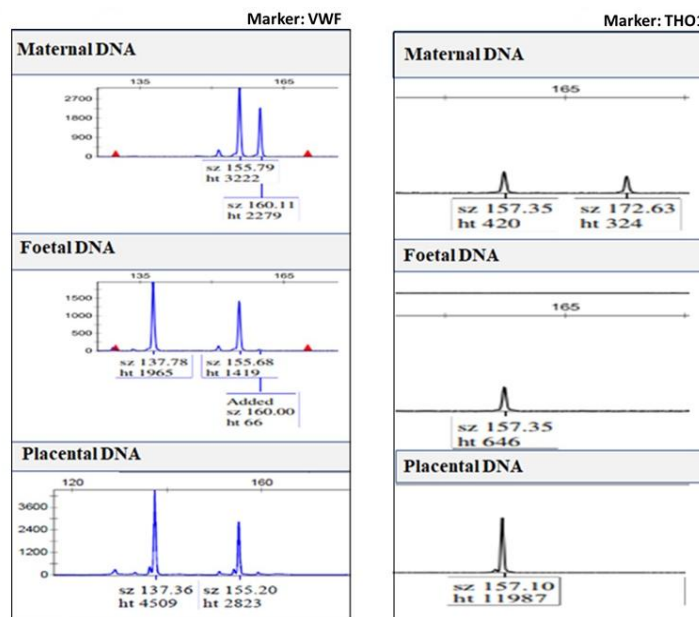 Marker: VWF
Maternal DNA
135 165
2700
1800
900
0
sz 155.79
ht 3222
sz 160.11
ht 2279
Foetal DNA
135 165
1500
1000
500
0
sz 137.78
ht 1965
sz 155.68
ht 1419
Added
sz 160.00
ht 66
Placental DNA
120 160
3600
2400
1200
0
sz 137.36
ht 4509
sz 155.20
ht 2823
Marker: THO1
Maternal DNA
165
sz 157.35
ht 420
sz 172.63
ht 324
Foetal DNA
165
sz 157.35
ht 646
Placental DNA
sz 157.10
ht 11987